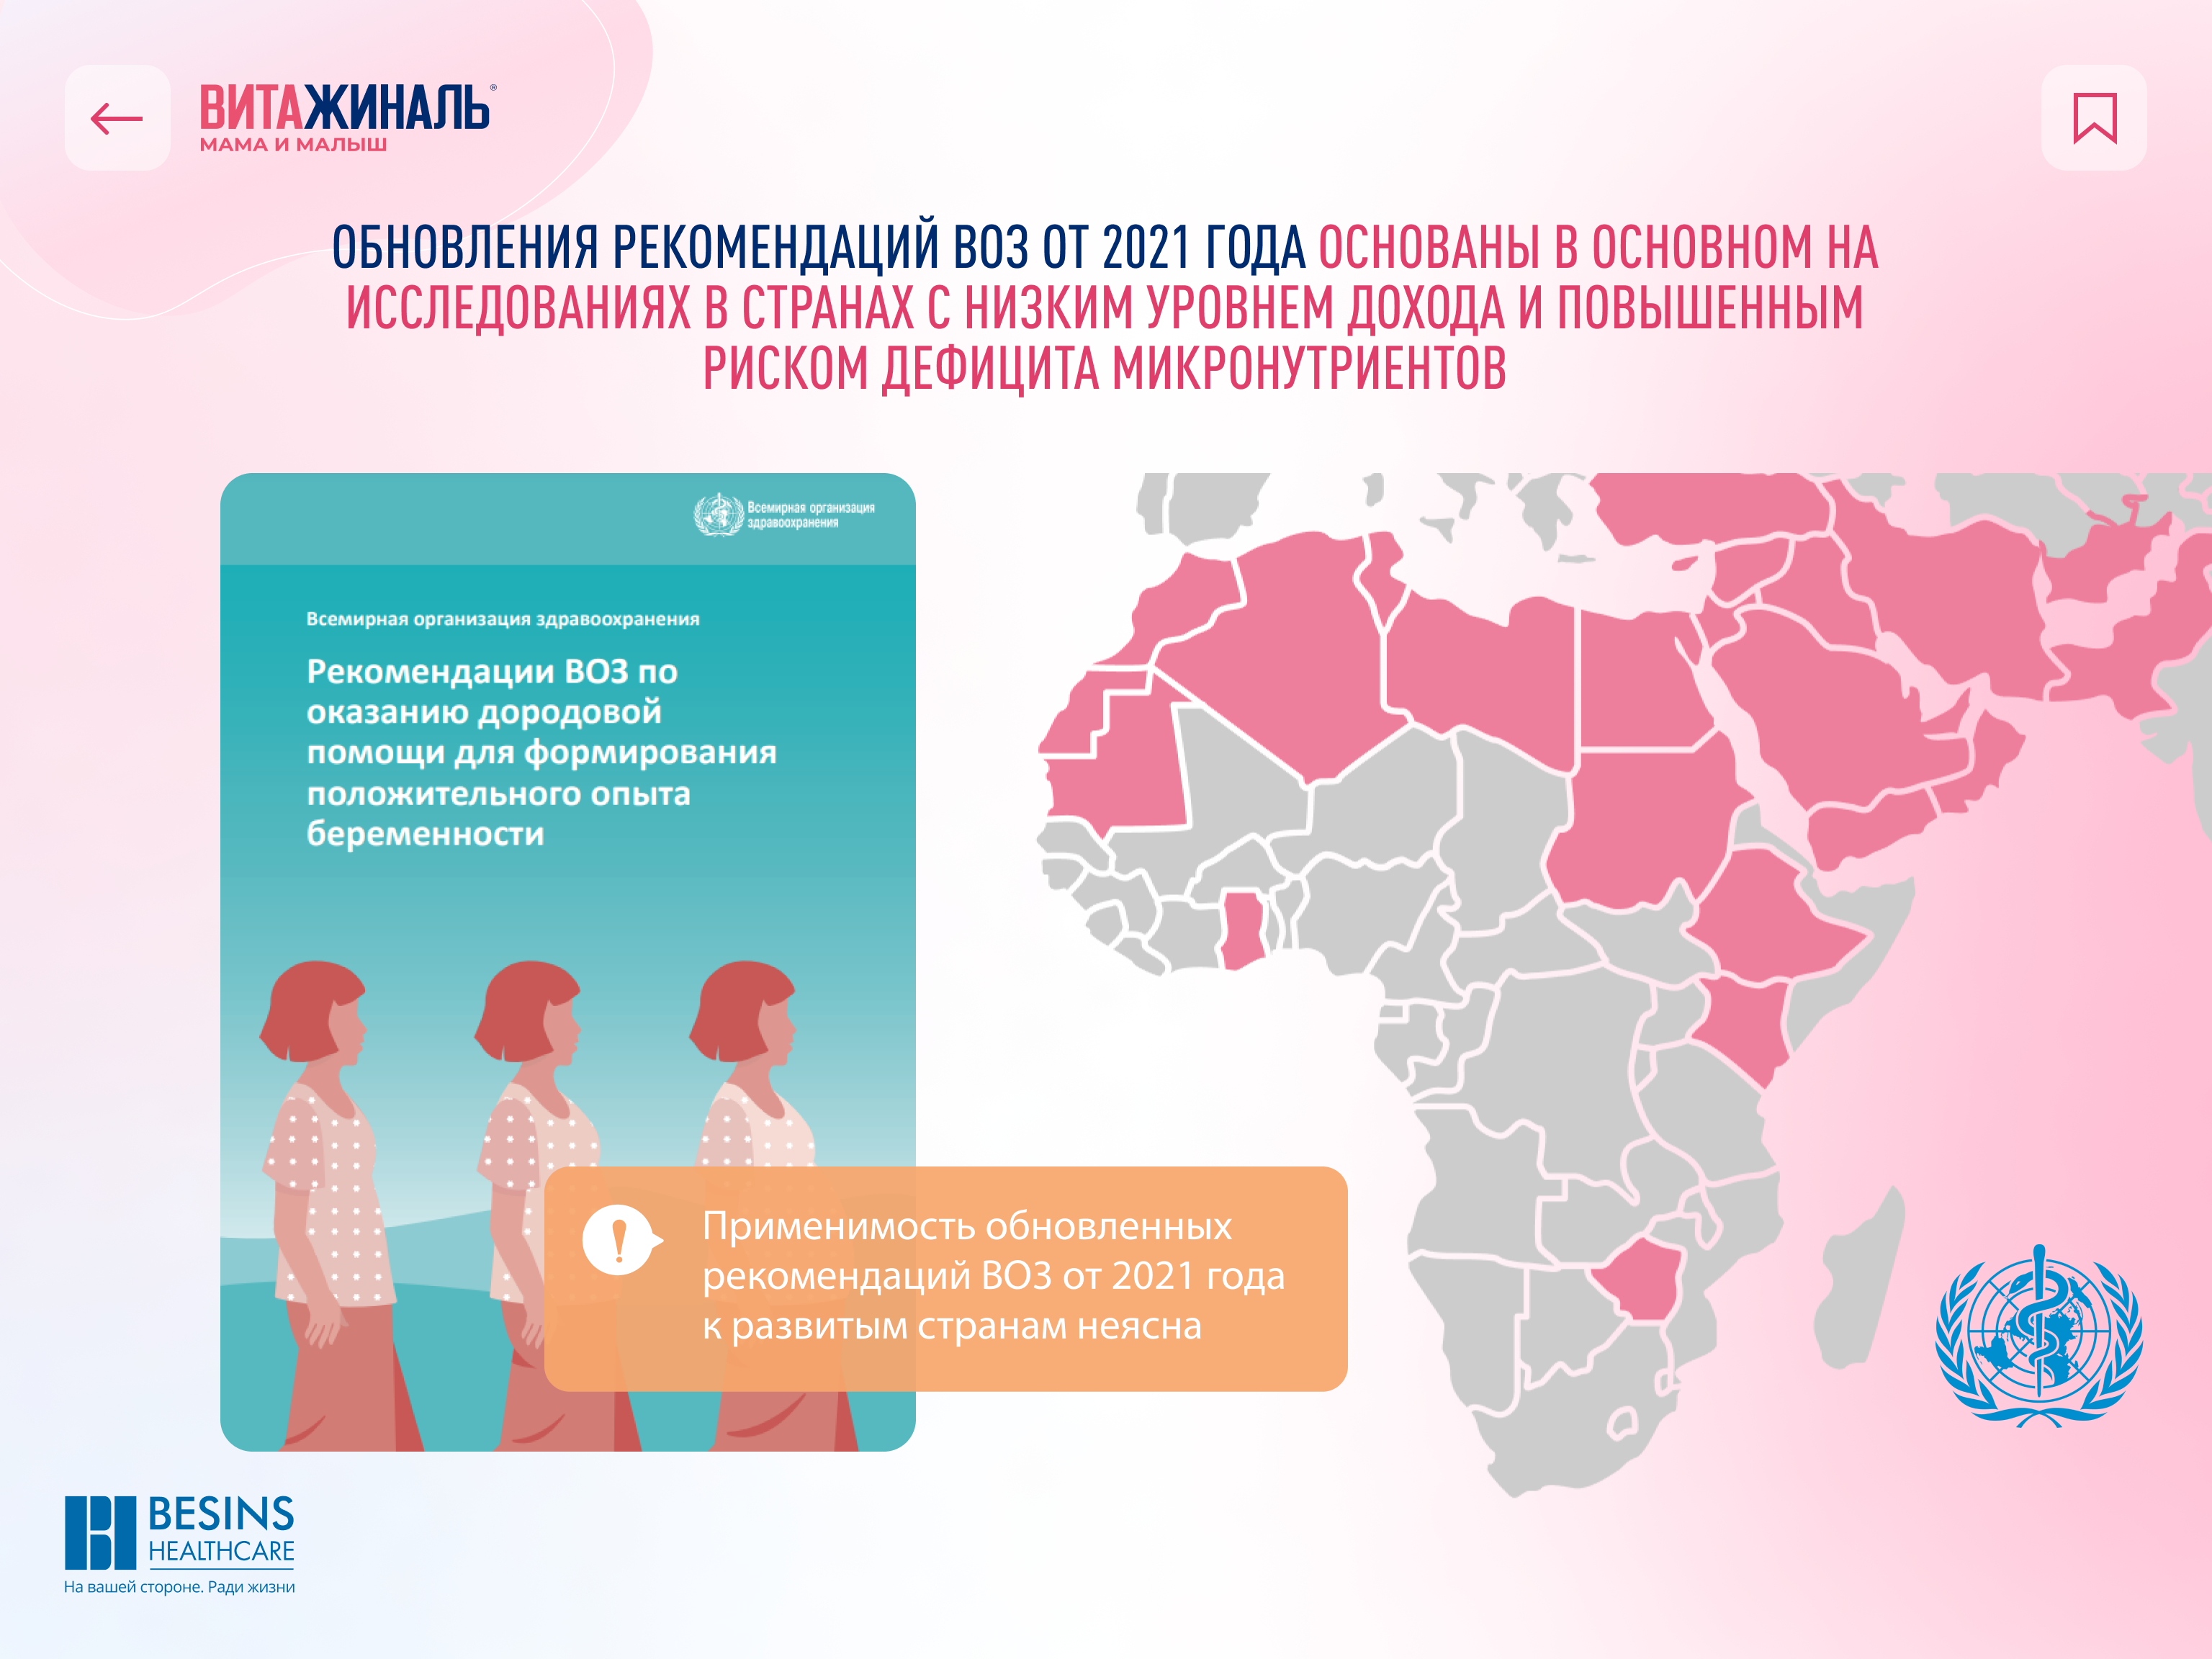 ВИТАЖИНАЛЬ®
МАМА И МАЛЫШ
ОБНОВЛЕНИЯ РЕКОМЕНДАЦИЙ ВОЗ ОТ 2021 ГОДА ОСНОВАНЫ В ОСНОВНОМ НА
ИССЛЕДОВАНИЯХ В СТРАНАХ С НИЗКИМ УРОВНЕМ ДОХОДА И ПОВЫШЕННЫМ
РИСКОМ ДЕФИЦИТА МИКРОНУТРИЕНТОВ
Всемирная организация
здравоохранения
Всемирная организация здравоохранения
Рекомендации ВОЗ по
оказанию дородовой
помощи для формирования
положительного опыта
беременности
Применимость обновленных
рекомендаций ВОЗ от 2021 года
к развитым странам неясна
BESINS
HEALTHCARE
На вашей стороне. Ради жизни